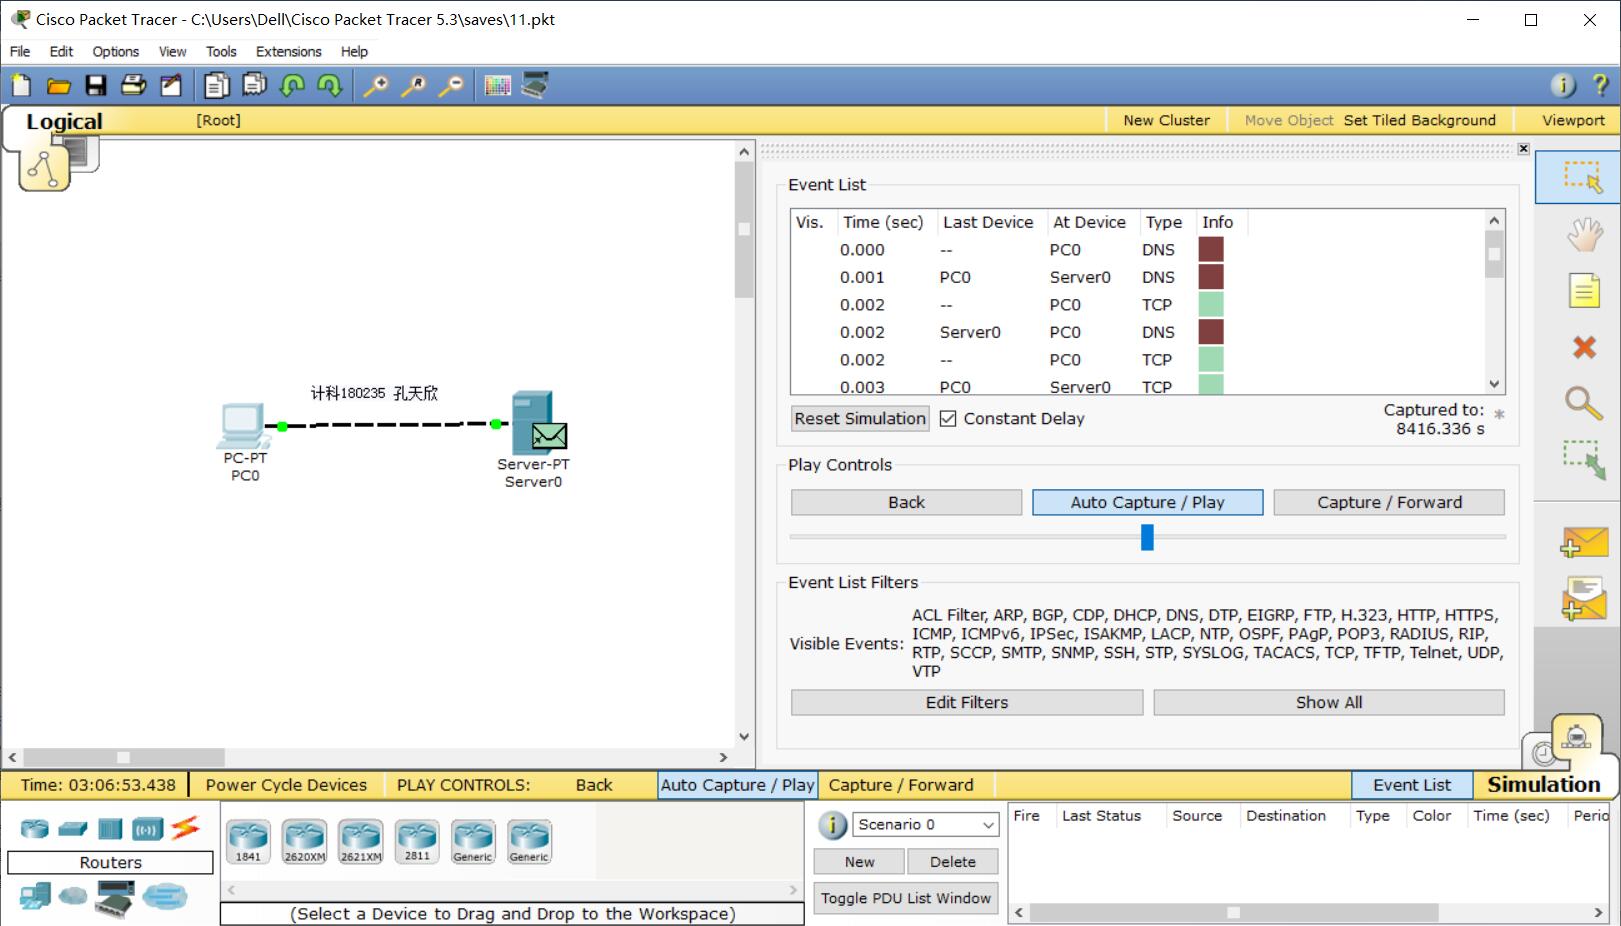 Cisco Packet Tracer - C:\Users\Dell\Cisco Packet Tracer 5.3\saves\11.pkt
File Edit Options View Tools Extensions Help
Logical [Root] New Cluster Move Object Set Tiled Background Viewport
Event List
Vis. Time (sec) Last Device At Device Type Info
0.000 -- PC0 DNS
0.001 PC0 Server0 DNS
0.002 -- PC0 TCP
0.002 Server0 PC0 DNS
0.002 -- PC0 TCP
0.003 PC0 Server0 TCP
Reset Simulation Constant Delay
Captured to: *
8416.336 s
计科180235 孔天欣
PC-PT
PC0
Server-PT
Server0
Play Controls
Back Auto Capture / Play Capture / Forward
Event List Filters
Visible Events:
ACL Filter, ARP, BGP, CDP, DHCP, DNS, DTP, EIGRP, FTP, H.323, HTTP, HTTPS,
ICMP, ICMPv6, IPSec, ISAKMP, LACP, NTP, OSPF, PAgP, POP3, RADIUS, RIP,
RTP, SCCP, SMTP, SNMP, SSH, STP, SYSLOG, TACACS, TCP, TFTP, Telnet, UDP,
VTP
Edit Filters Show All
Time: 03:06:53.438 Power Cycle Devices PLAY CONTROLS: Back Auto Capture / Play Capture / Forward Event List Simulation
Routers
1841 2620XM 2621XM 2811 Generic Generic
(Select a Device to Drag and Drop to the Workspace)
Scenario 0
New Delete
Toggle PDU List Window
Fire Last Status Source Destination Type Color Time (sec) Perio